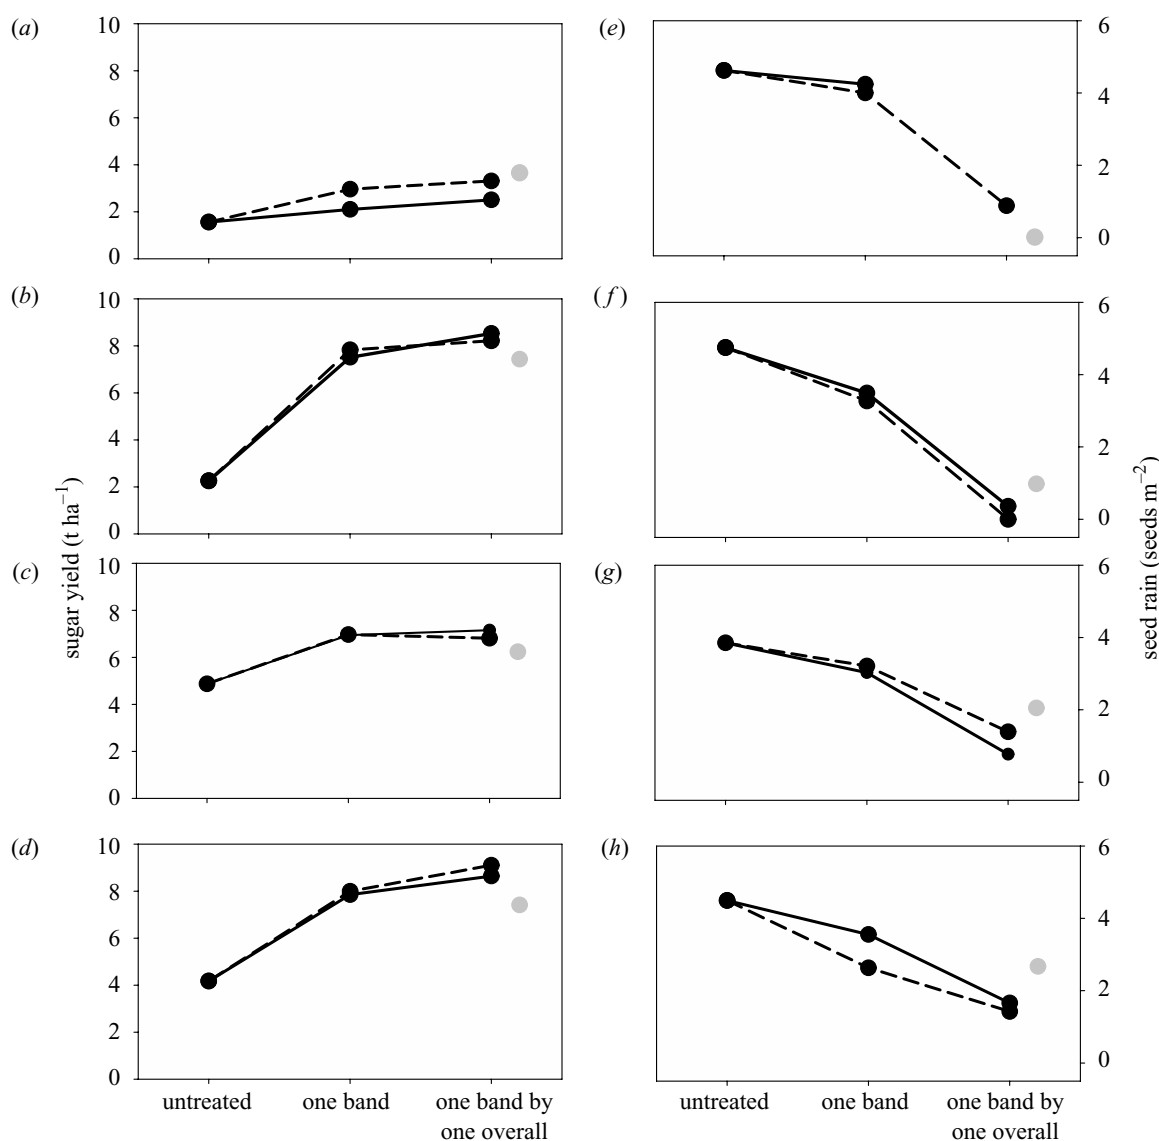 (a)
10
8
6
4
2
0
(e)
6
4
2
0
(b)
10
8
6
4
2
0
(f)
6
4
2
0
(c)
10
8
6
4
2
0
(g)
6
4
2
0
(d)
10
8
6
4
2
0
(h)
6
4
2
0
sugar yield (t ha⁻¹)
seed rain (seeds m⁻²)
untreated
one band
one band by
one overall
untreated
one band
one band by
one overall